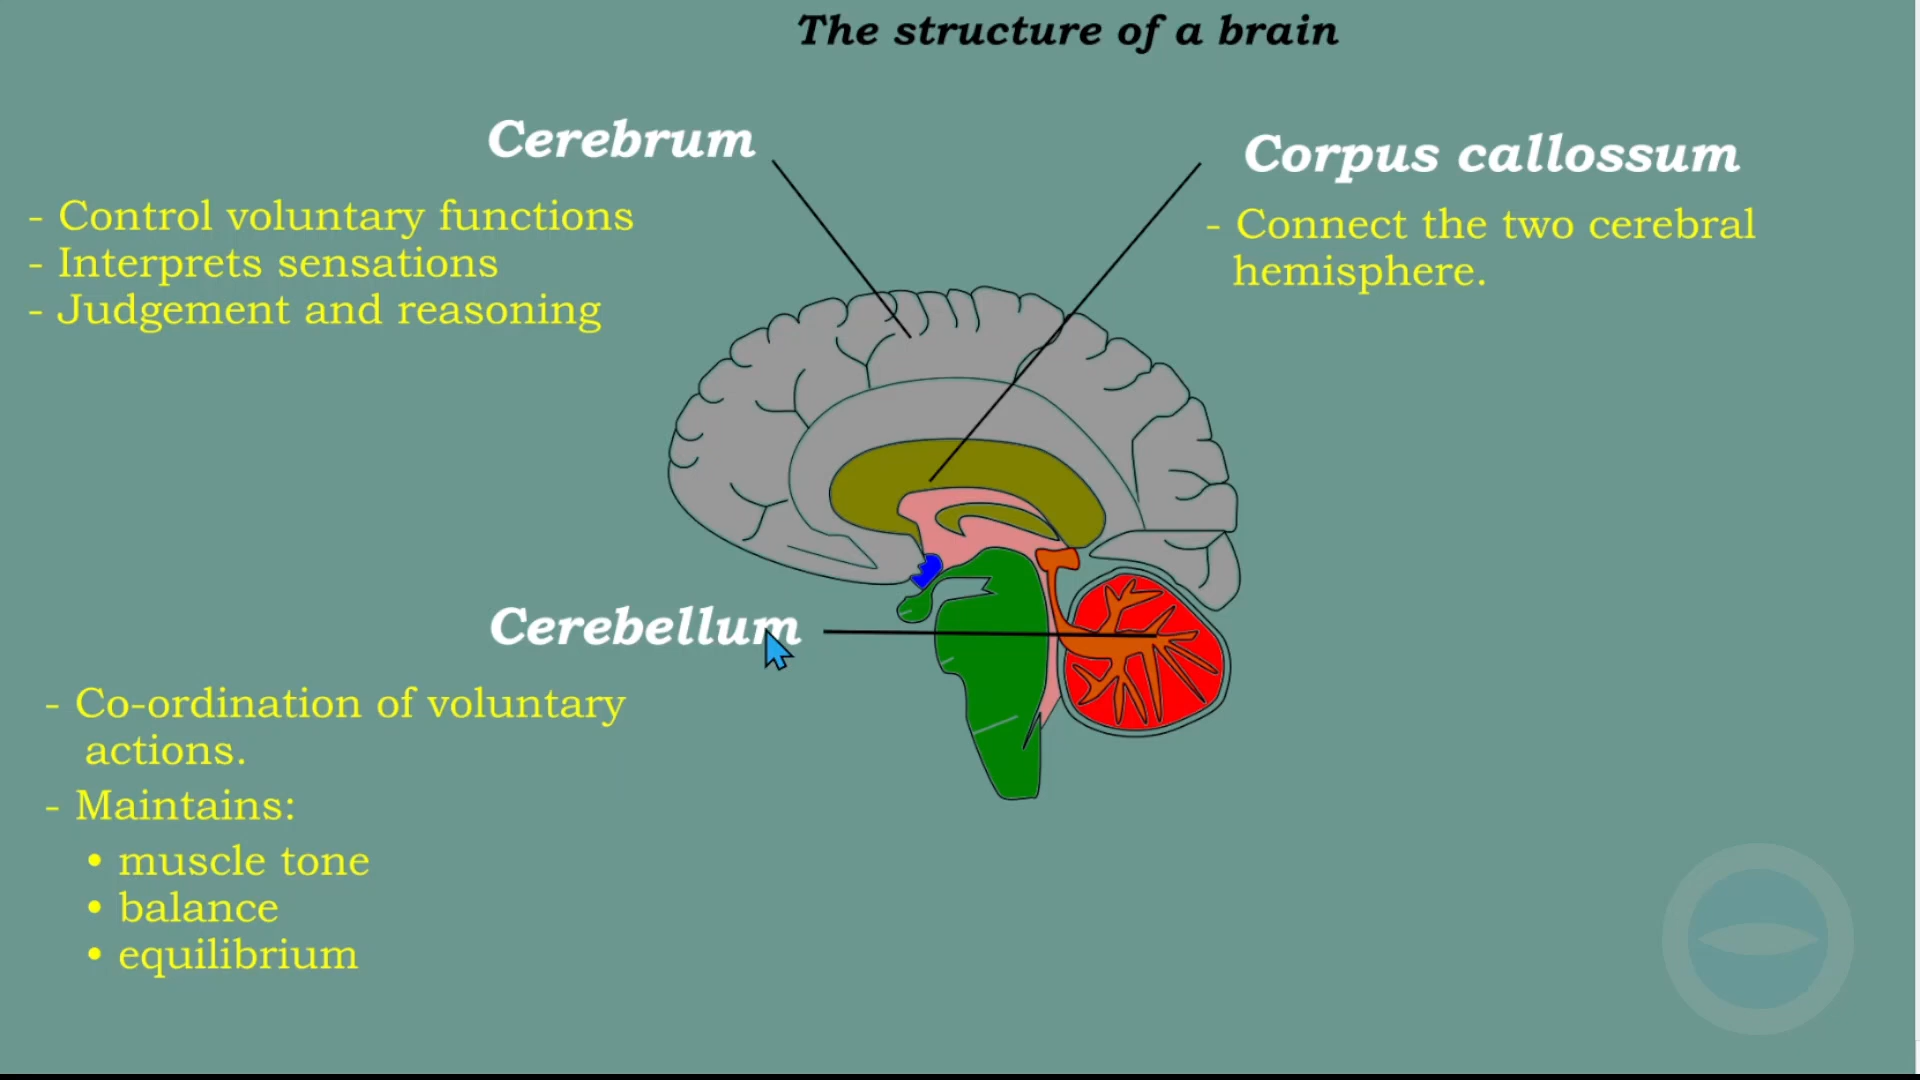 The structure of a brain
Cerebrum
- Control voluntary functions
- Interprets sensations
- Judgement and reasoning
Corpus callossum
- Connect the two cerebral
hemisphere.
Cerebellum
- Co-ordination of voluntary
actions.
- Maintains:
• muscle tone
• balance
• equilibrium